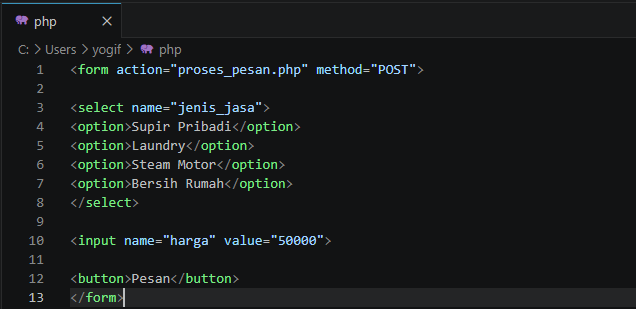 php ×
C: > Users > yogif > php
1 <form action="proses_pesan.php" method="POST">
2
3 <select name="jenis_jasa">
4 <option>Supir Pribadi</option>
5 <option>Laundry</option>
6 <option>Steam Motor</option>
7 <option>Bersih Rumah</option>
8 </select>
9
10 <input name="harga" value="50000">
11
12 <button>Pesan</button>
13 </form>